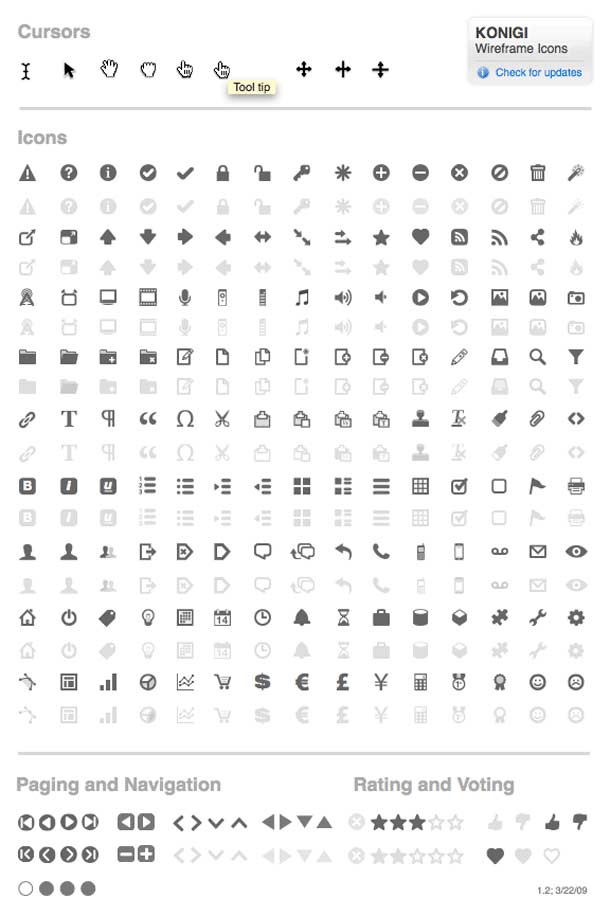 Cursors
KONIGI
Wireframe Icons
Check for updates
Tool tip
Icons
Paging and Navigation
Rating and Voting
1.2; 3/22/09